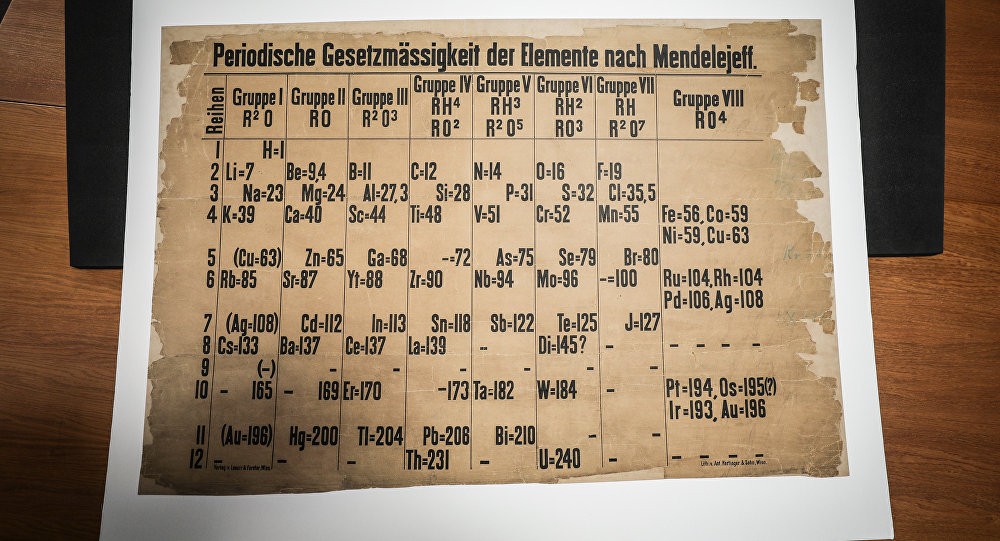 Periodische Gesetzmässigkeit der Elemente nach Mendelejeff.
Reihen Gruppe I Gruppe II Gruppe III Gruppe IV Gruppe V Gruppe VI Gruppe VII Gruppe VIII
RH⁴ RH³ RH² RH
R²O RO R²O³ RO² R²O⁵ RO³ R²O⁷ RO⁴
1 H=1
2 Li=7 Be=9,4 B=11 C=12 N=14 O=16 F=19
3 Na=23 Mg=24 Al=27,3 Si=28 P=31 S=32 Cl=35,5
4 K=39 Ca=40 Sc=44 Ti=48 V=51 Cr=52 Mn=55 Fe=56, Co=59
Ni=59, Cu=63
5 (Cu=63) Zn=65 Ga=68 -=72 As=75 Se=79 Br=80
6 Rb=85 Sr=87 Yt=88 Zr=90 Nb=94 Mo=96 -=100 Ru=104, Rh=104
Pd=106, Ag=108
7 (Ag=108) Cd=112 In=113 Sn=118 Sb=122 Te=125 J=127
8 Cs=133 Ba=137 Ce=137 La=139 - Di=145? - - - - -
9 (-) - - - - - -
10 - 165 - 169 Er=170 -173 Ta=182 W=184 - Pt=194, Os=195(?)
Ir=193, Au=196
11 (Au=196) Hg=200 Tl=204 Pb=206 Bi=210 - -
12 - - - Th=231 - U=240 - - - - -
Verlag v. Lenoir & Forster, Wien. Lith. v. Ant. Hartinger & Sohn, Wien.